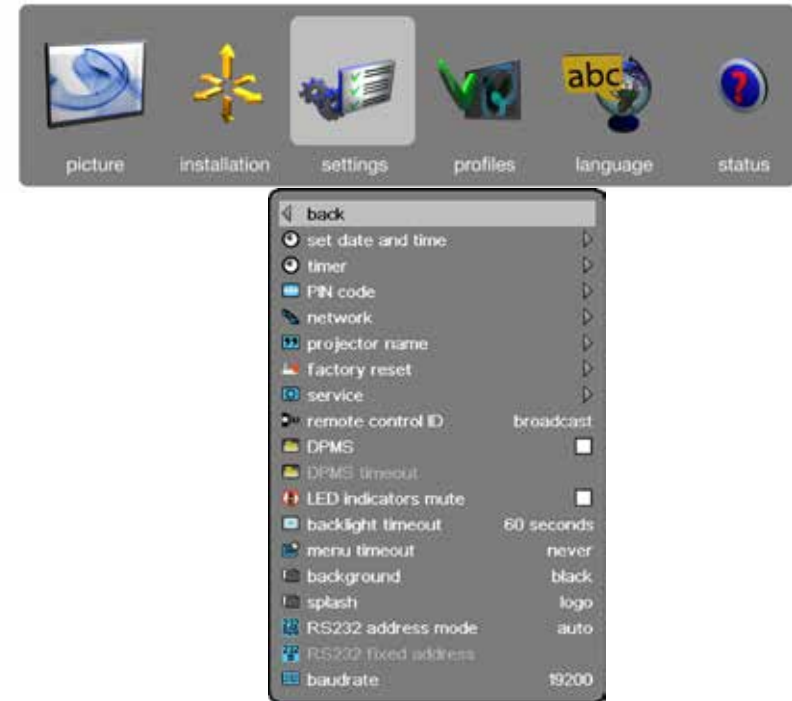 abc
picture installation settings profiles language status
back
set date and time
timer
PIN code
network
projector name
factory reset
service
remote control ID broadcast
DPMS
DPMS timeout
LED indicators mute
backlight timeout 60 seconds
menu timeout never
background black
splash logo
RS232 address mode auto
RS232 fixed address
baudrate 19200